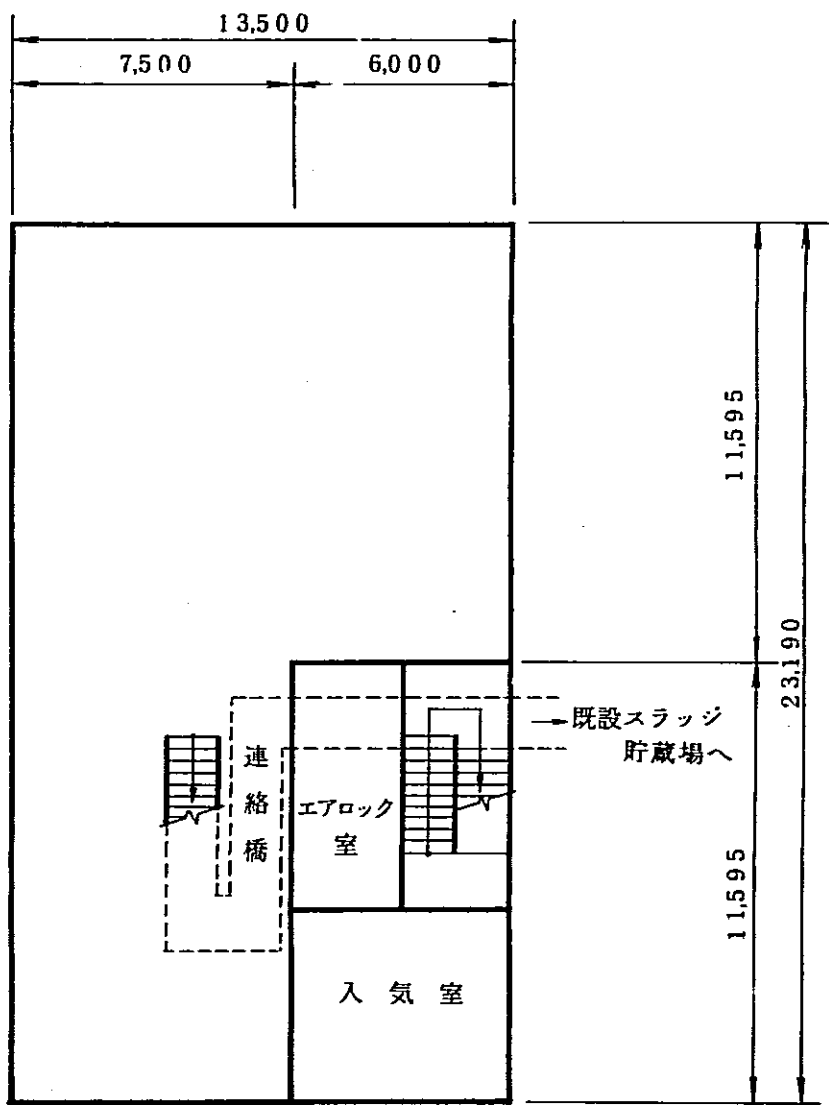 13,500
7,500
6,000
11,595
23,190
既設スラッジ
貯蔵場へ
連絡橋
エアロック
室
11,595
入気室